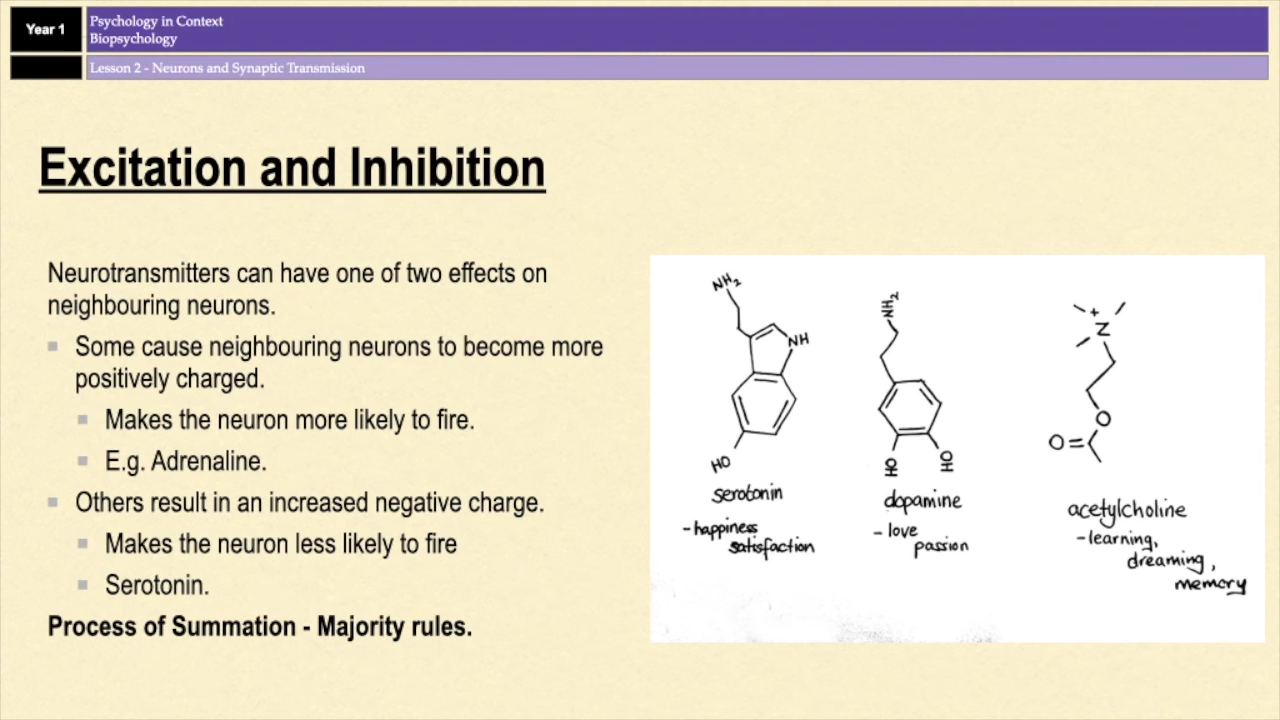 Year 1
Psychology in Context
Biopsychology
Lesson 2 - Neurons and Synaptic Transmission
Excitation and Inhibition
Neurotransmitters can have one of two effects on
neighbouring neurons.
Some cause neighbouring neurons to become more
positively charged.
Makes the neuron more likely to fire.
E.g. Adrenaline.
Others result in an increased negative charge.
Makes the neuron less likely to fire
Serotonin.
Process of Summation - Majority rules.
NH2
NH
HO
serotonin
-happiness
satisfaction
NH2
HO
HO
dopamine
- love
passion
+
N
O
O
acetylcholine
-learning,
dreaming,
memory